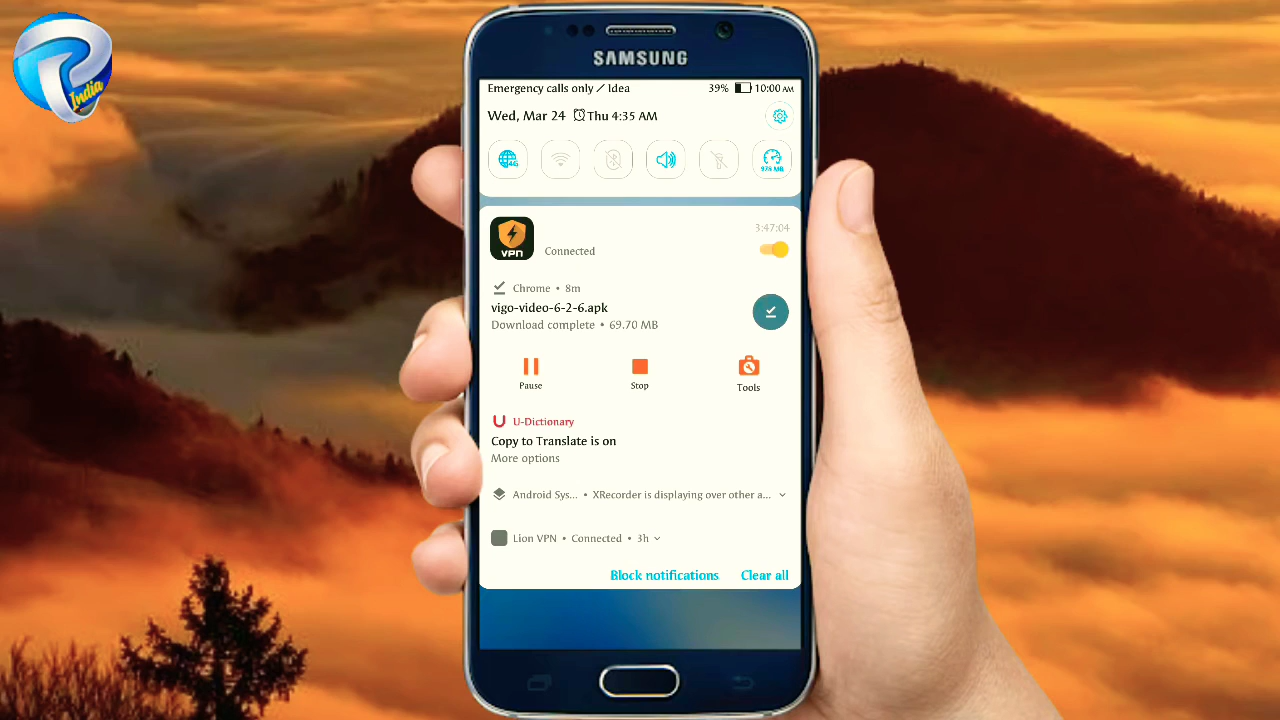 India
SAMSUNG
Emergency calls only / Idea 39% 10:00 AM
Wed, Mar 24 Thu 4:35 AM
4G
978 MB
3:47:04
VPN
Connected
Chrome • 8m
vigo-video-6-2-6.apk
Download complete • 69.70 MB
Pause Stop Tools
U-Dictionary
Copy to Translate is on
More options
Android Sys... • XRecorder is displaying over other a...
Lion VPN • Connected • 3h
Block notifications Clear all